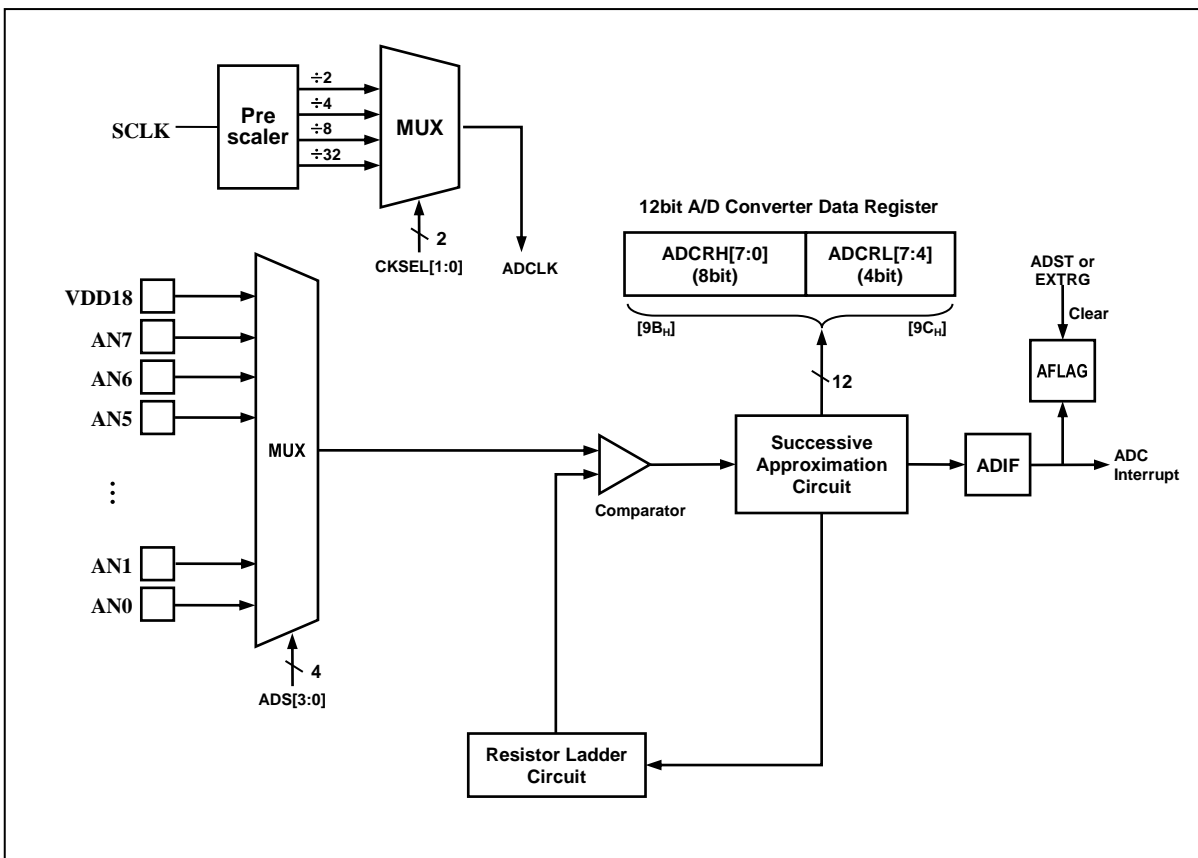 SCLK
Pre
scaler
÷2
÷4
÷8
÷32
MUX
2
CKSEL[1:0]
ADCLK
12bit A/D Converter Data Register
ADCRH[7:0]
(8bit)
ADCRL[7:4]
(4bit)
[9BH]
[9CH]
12
ADST or
EXTRG
Clear
AFLAG
VDD18
AN7
AN6
AN5
⋮
AN1
AN0
MUX
4
ADS[3:0]
Comparator
Successive
Approximation
Circuit
ADIF
ADC
Interrupt
Resistor Ladder
Circuit